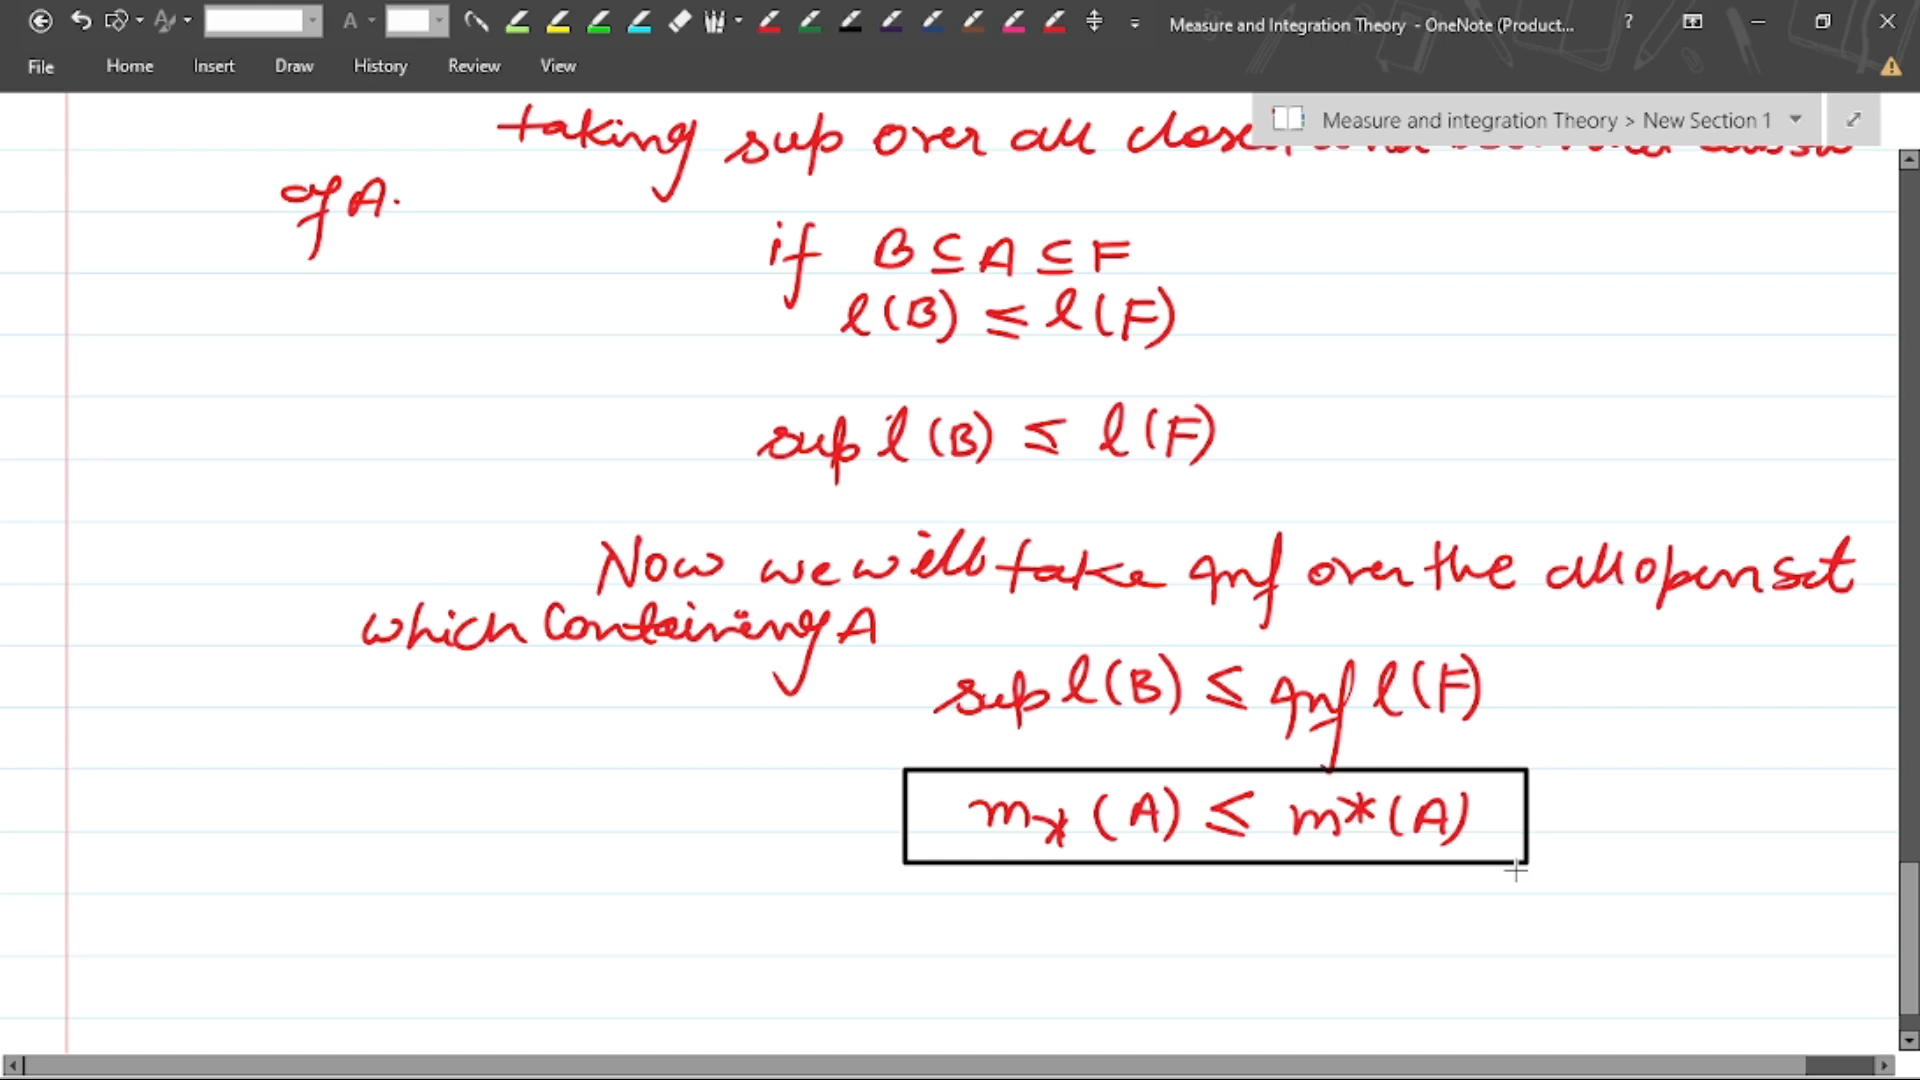 Measure and Integration Theory - OneNote (Product...
File Home Insert Draw History Review View
Measure and integration Theory > New Section 1
taking sup over all closed
of A.
if B ⊆ A ⊆ F
l(B) ≤ l(F)
sup l(B) ≤ l(F)
Now we will take Inf over the all open set
which containing A
sup l(B) ≤ Inf l(F)
m_*(A) ≤ m*(A)